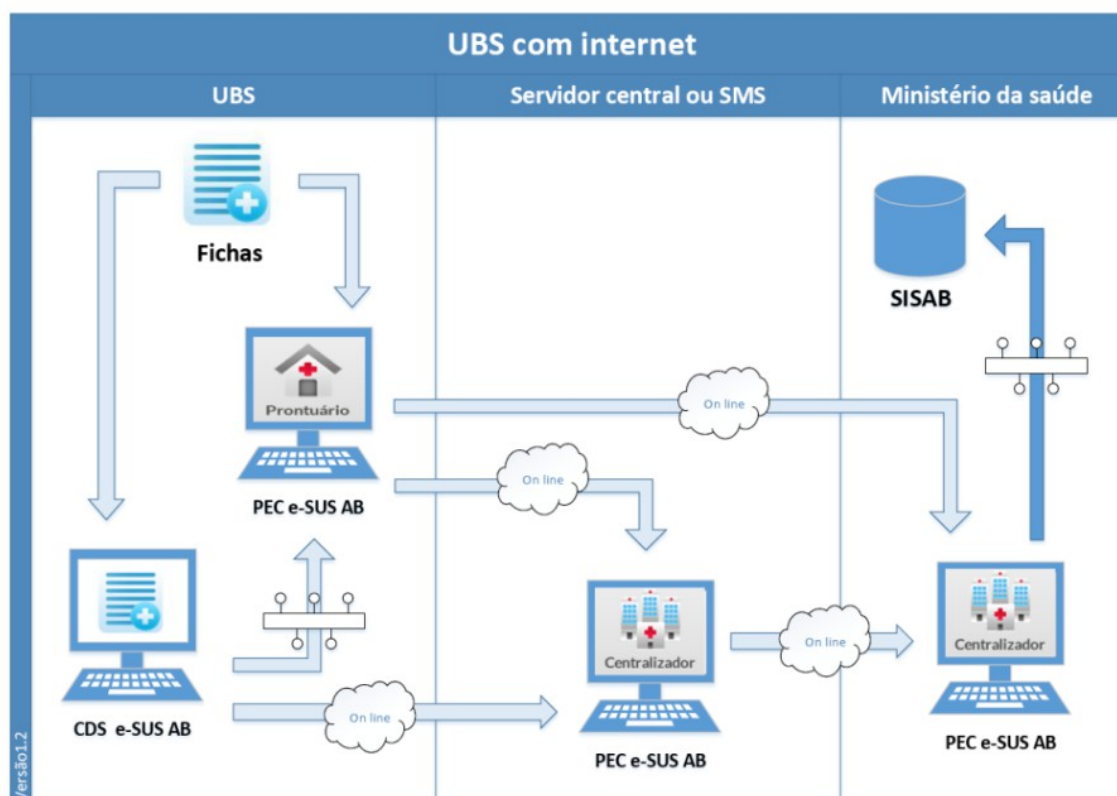 UBS com internet
UBS
Servidor central ou SMS
Ministério da saúde
Fichas
SISAB
Prontuário
On line
On line
PEC e-SUS AB
Centralizador
Centralizador
On line
On line
CDS e-SUS AB
PEC e-SUS AB
PEC e-SUS AB
Versão1.2